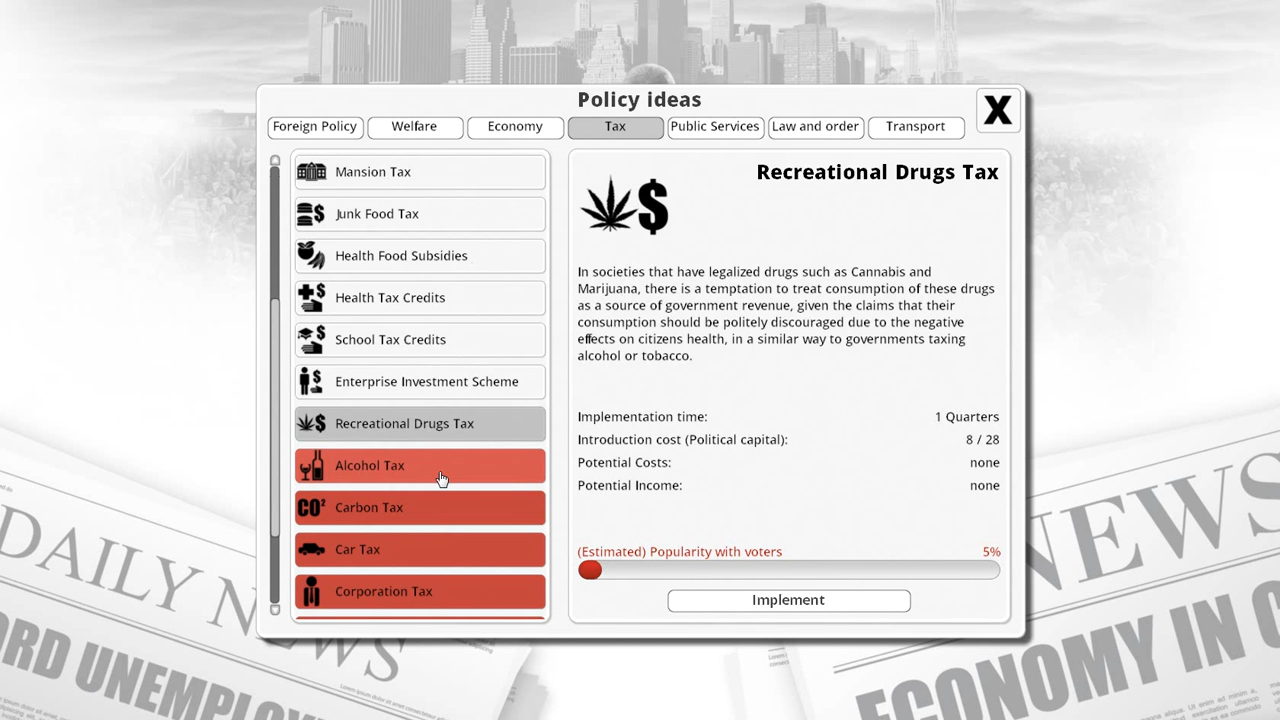 Policy ideas
X
Foreign Policy
Welfare
Economy
Tax
Public Services
Law and order
Transport
Mansion Tax
Junk Food Tax
Health Food Subsidies
Health Tax Credits
School Tax Credits
Enterprise Investment Scheme
Recreational Drugs Tax
Alcohol Tax
CO² Carbon Tax
Car Tax
Corporation Tax
Recreational Drugs Tax
In societies that have legalized drugs such as Cannabis and
Marijuana, there is a temptation to treat consumption of these drugs
as a source of government revenue, given the claims that their
consumption should be politely discouraged due to the negative
effects on citizens health, in a similar way to governments taxing
alcohol or tobacco.
Implementation time: 1 Quarters
Introduction cost (Political capital): 8 / 28
Potential Costs: none
Potential Income: none
(Estimated) Popularity with voters 5%
Implement
DAILY NEWS
ORD UNEMPLO
NEWS
ECONOMY IN C